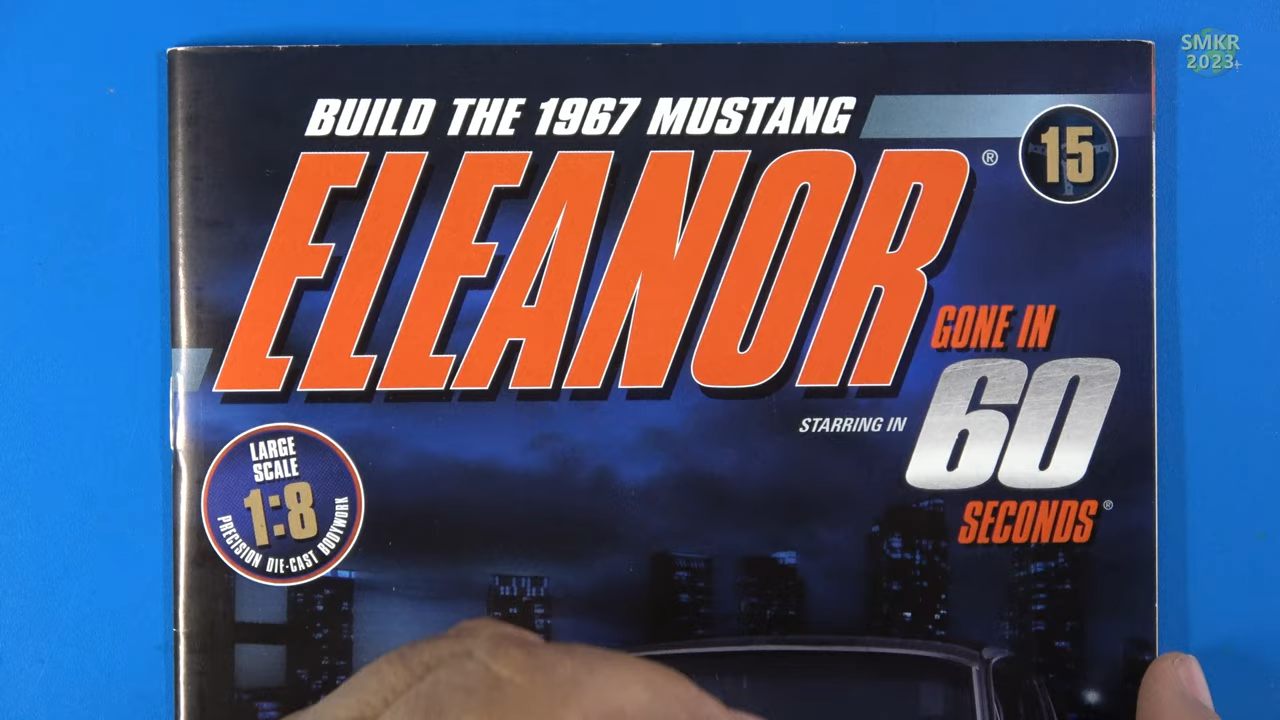 SMKR
2023+
BUILD THE 1967 MUSTANG
15
ELEANOR®
GONE IN
60
STARRING IN
SECONDS®
LARGE
SCALE
1:8
PRECISION DIE-CAST BODYWORK